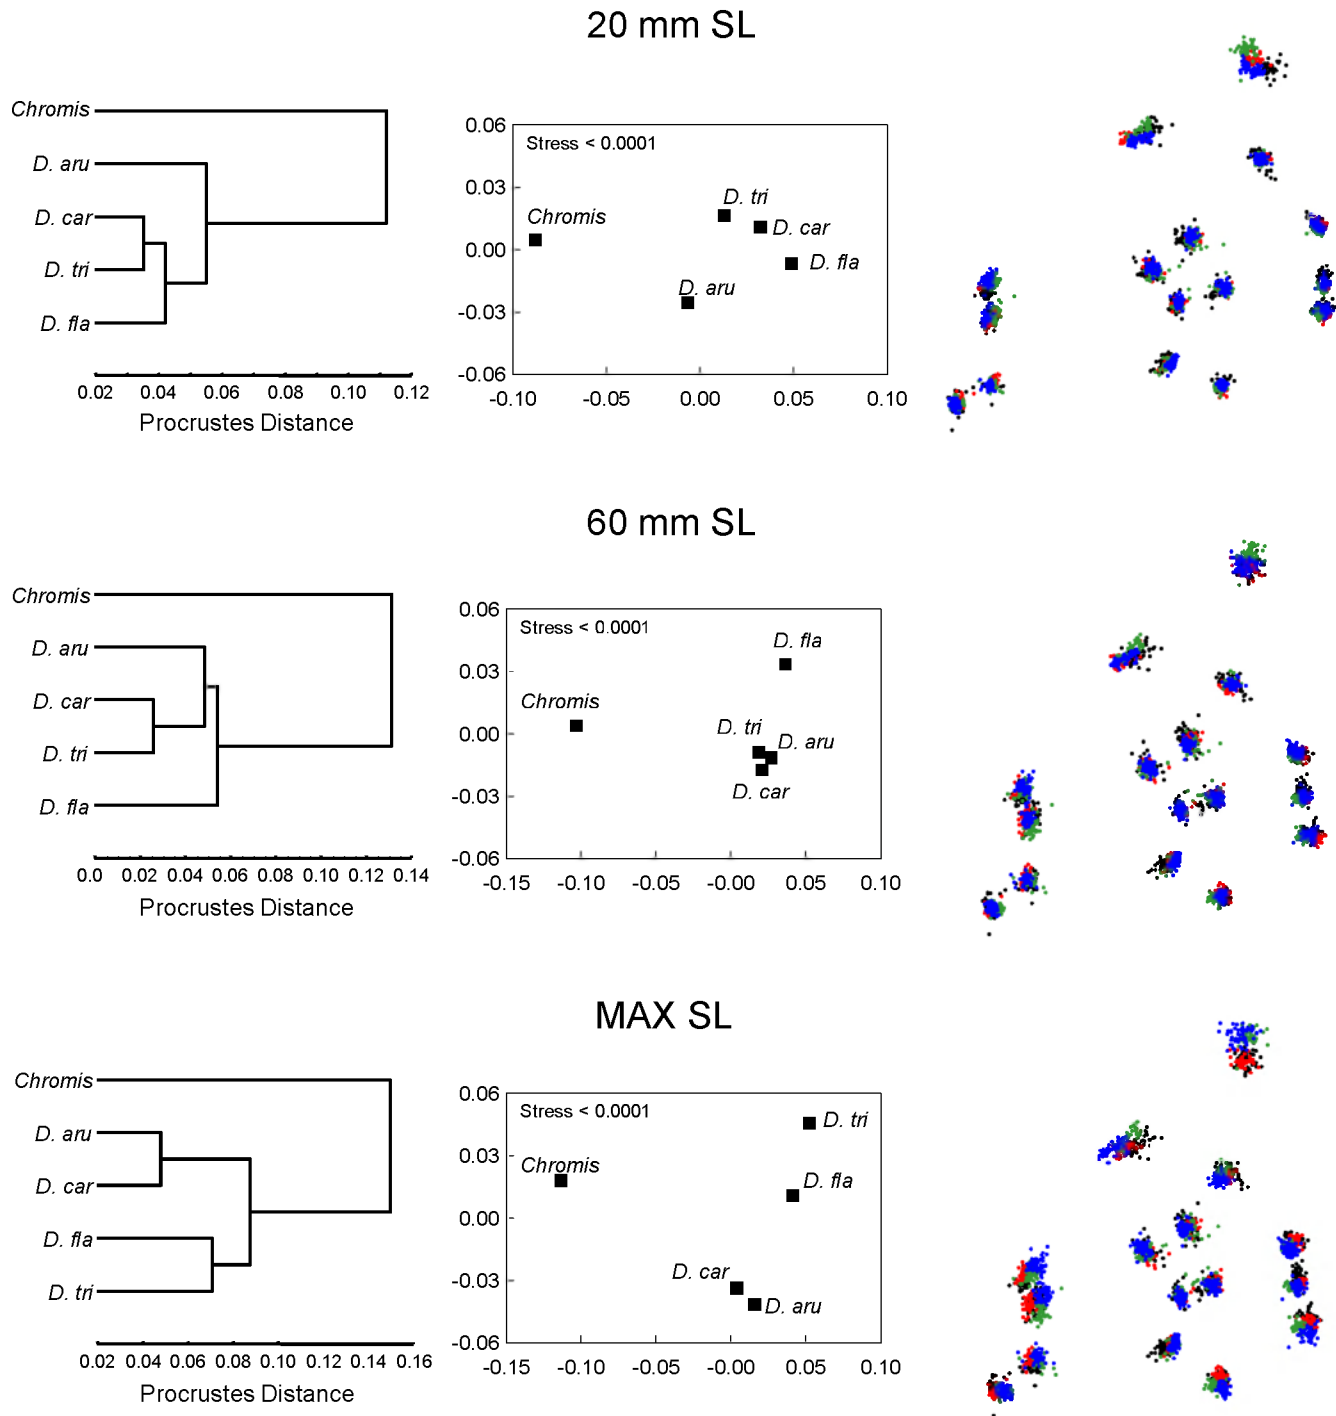 20 mm SL
Chromis
D. aru
D. car
D. tri
D. fla
0.02 0.04 0.06 0.08 0.10 0.12
Procrustes Distance
0.06
0.03
0.00
-0.03
-0.06
Stress < 0.0001
D. tri
Chromis
D. car
D. fla
D. aru
-0.10 -0.05 0.00 0.05 0.10
60 mm SL
Chromis
D. aru
D. car
D. tri
D. fla
0.0 0.02 0.04 0.06 0.08 0.10 0.12 0.14
Procrustes Distance
0.06
0.03
0.00
-0.03
-0.06
Stress < 0.0001
D. fla
Chromis
D. tri
D. aru
D. car
-0.15 -0.10 -0.05 -0.00 0.05 0.10
MAX SL
Chromis
D. aru
D. car
D. fla
D. tri
0.02 0.04 0.06 0.08 0.10 0.12 0.14 0.16
Procrustes Distance
0.06
0.03
0.00
-0.03
-0.06
Stress < 0.0001
D. tri
Chromis
D. fla
D. car
D. aru
-0.15 -0.10 -0.05 -0.00 0.05 0.10